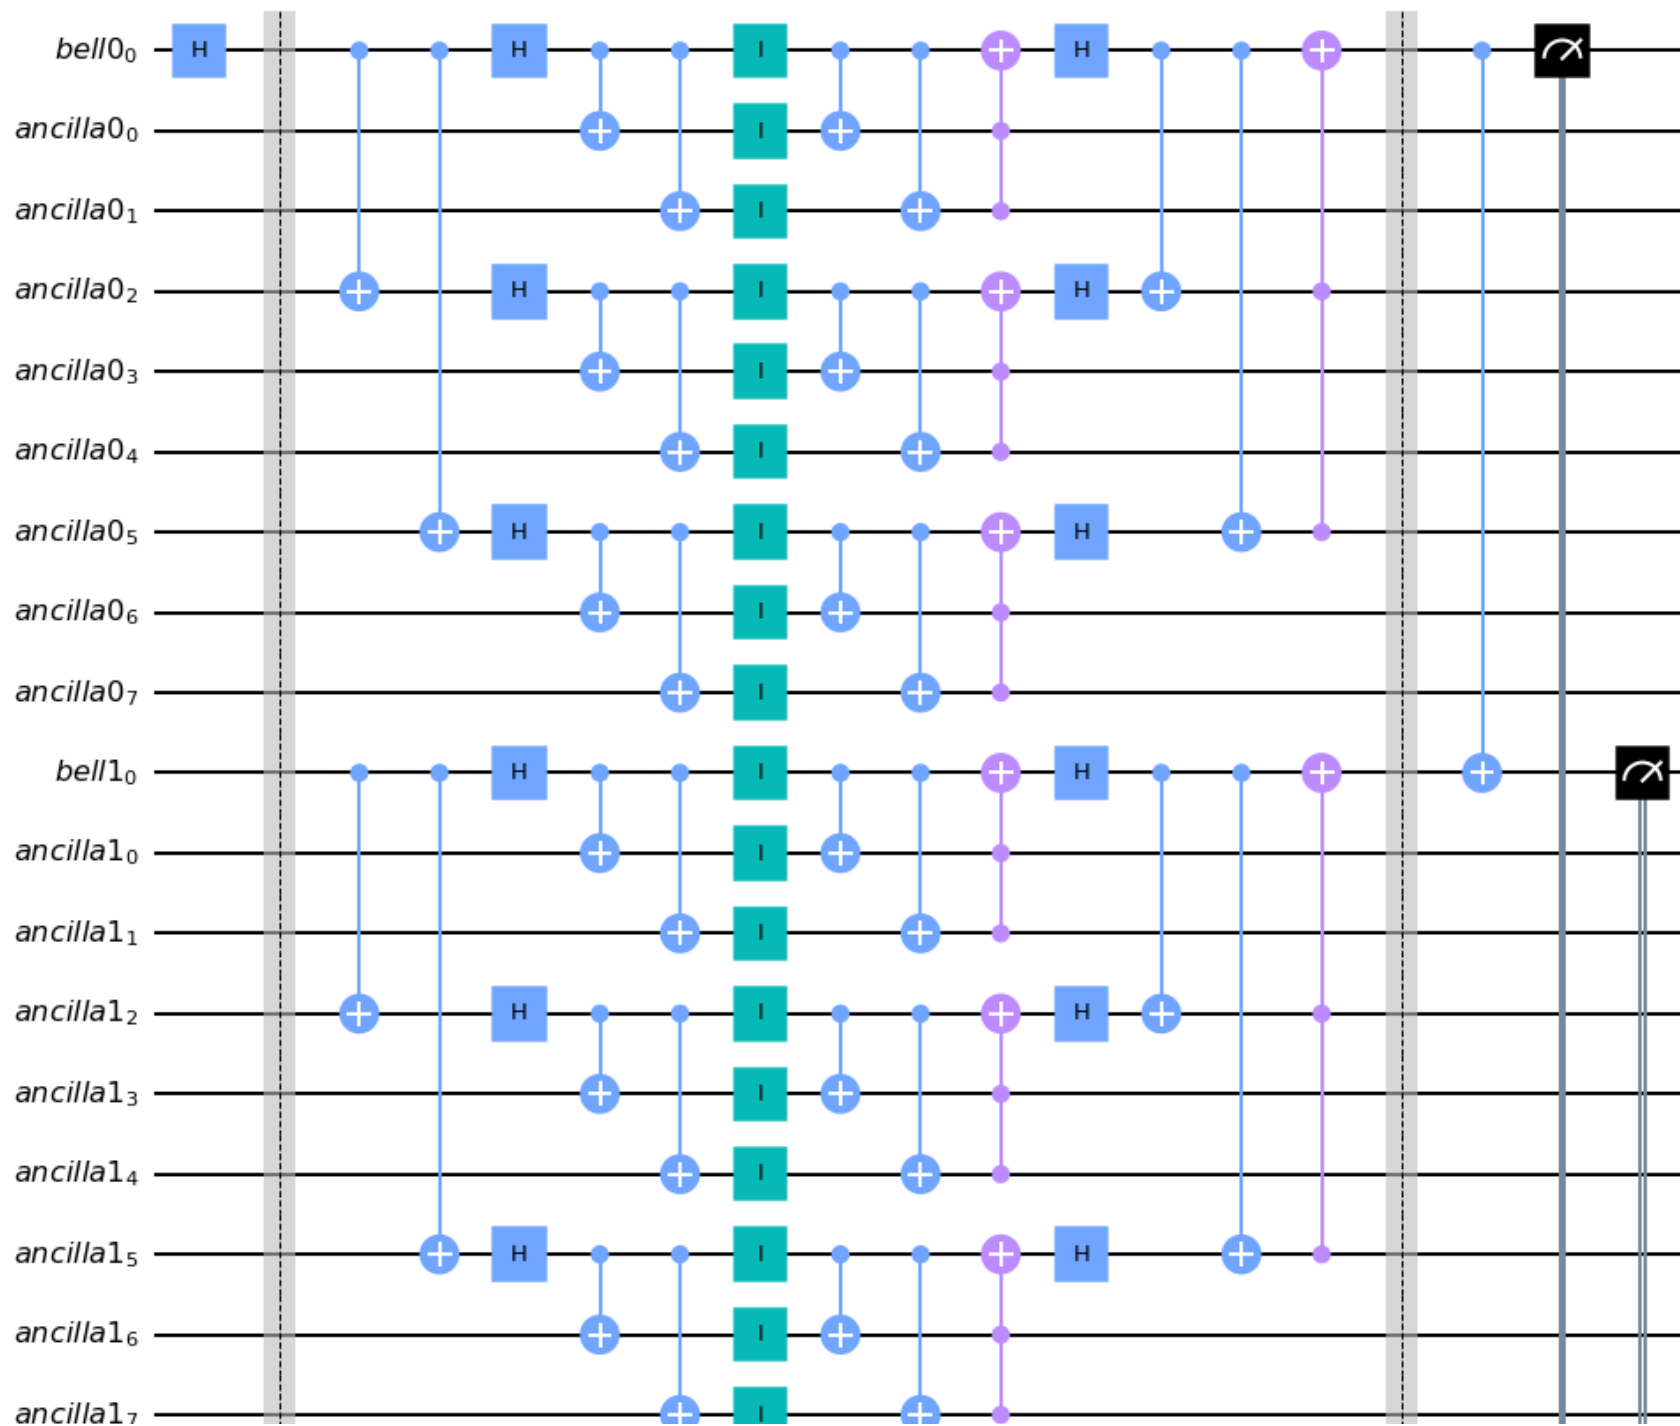 bell0₀ H H I H
ancilla0₀ I
ancilla0₁ I
ancilla0₂ H I H
ancilla0₃ I
ancilla0₄ I
ancilla0₅ H I H
ancilla0₆ I
ancilla0₇ I
bell1₀ H I H
ancilla1₀ I
ancilla1₁ I
ancilla1₂ H I H
ancilla1₃ I
ancilla1₄ I
ancilla1₅ H I H
ancilla1₆ I
ancilla1₇ I